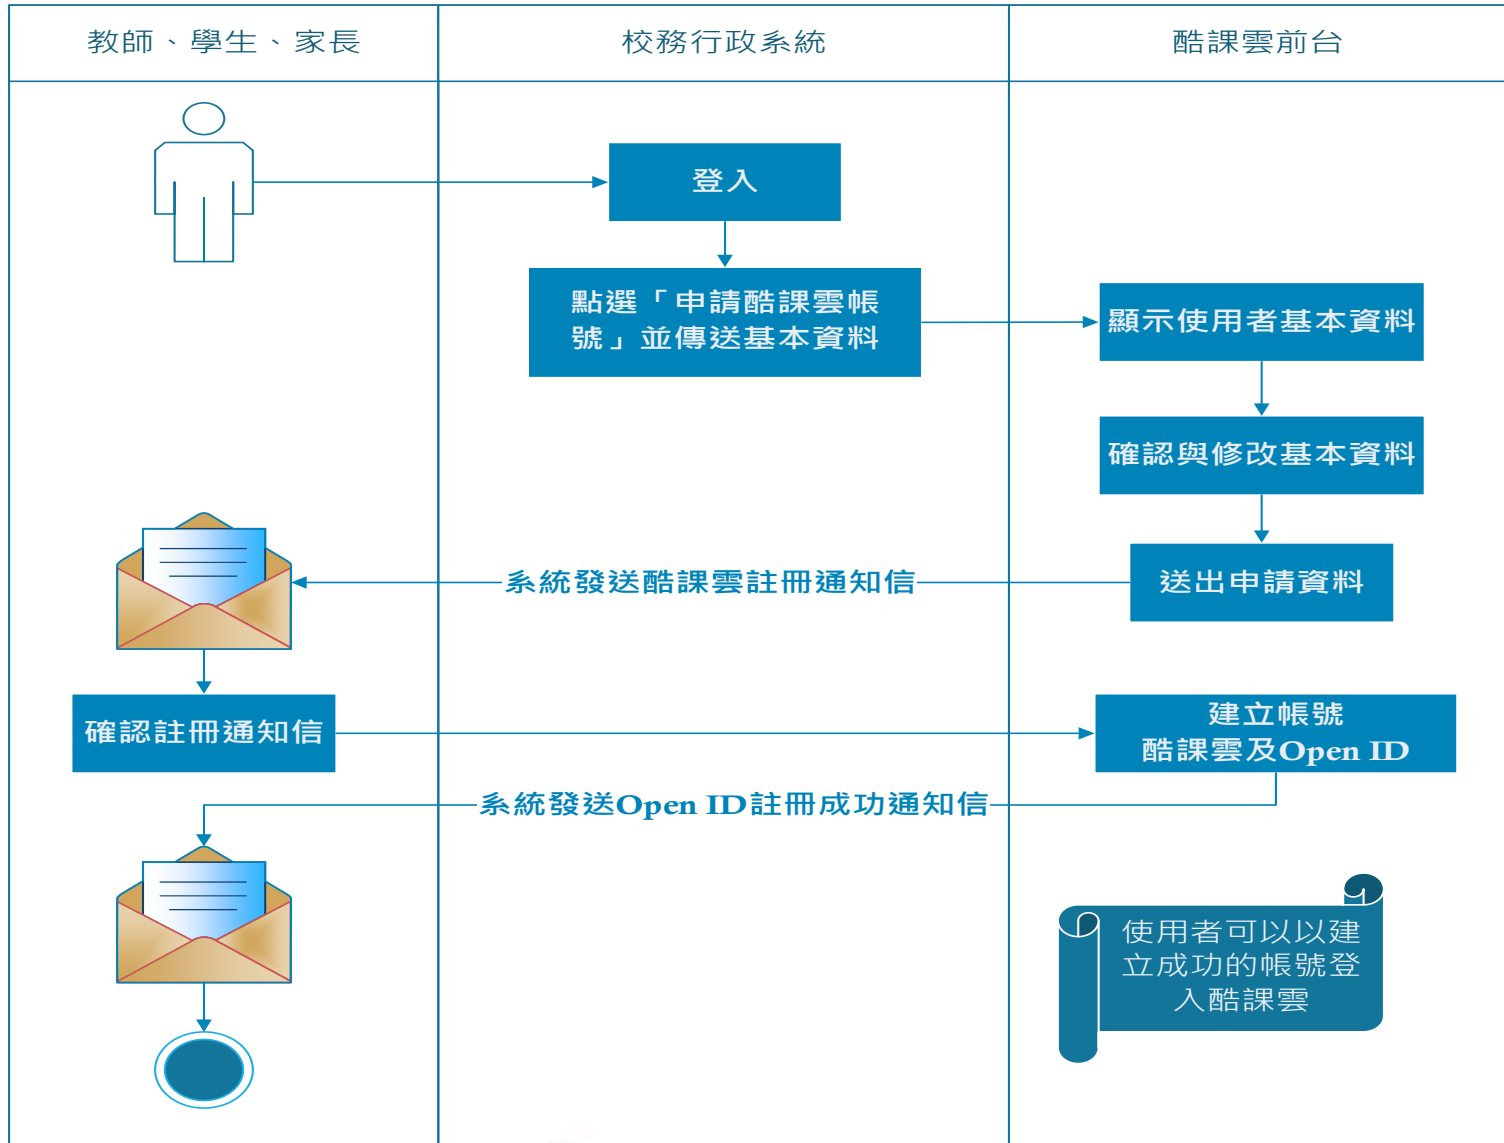 教師、學生、家長
校務行政系統
酷課雲前台
登入
點選「申請酷課雲帳
號」並傳送基本資料
顯示使用者基本資料
確認與修改基本資料
系統發送酷課雲註冊通知信
送出申請資料
確認註冊通知信
建立帳號
酷課雲及Open ID
系統發送Open ID註冊成功通知信
使用者可以以建
立成功的帳號登
入酷課雲